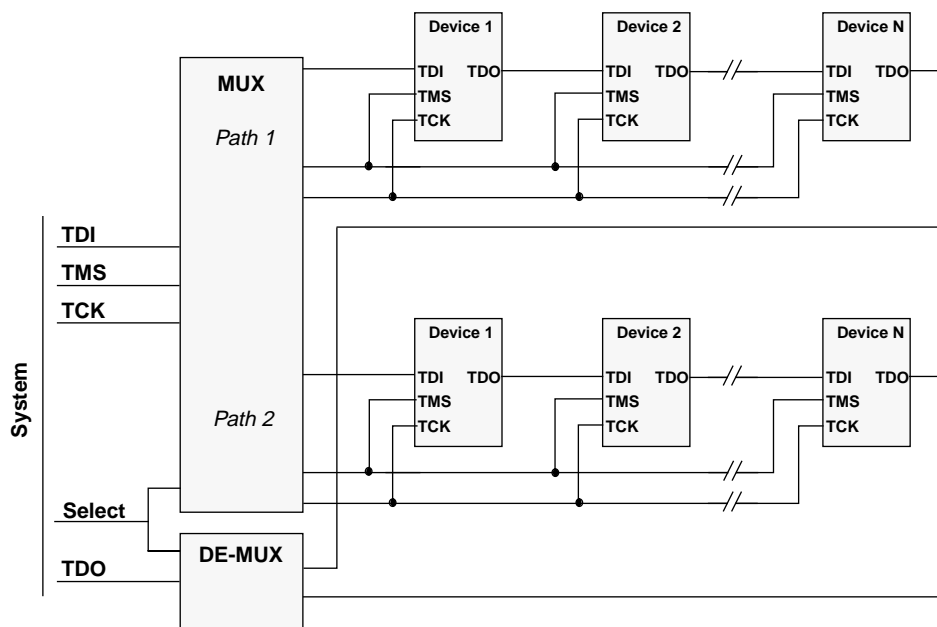 Device 1
Device 2
Device N
MUX
TDI TDO
TDI TDO
TDI TDO
TMS
TMS
TMS
TCK
TCK
TCK
Path 1
TDI
TMS
TCK
System
Device 1
Device 2
Device N
TDI TDO
TDI TDO
TDI TDO
TMS
TMS
TMS
Path 2
TCK
TCK
TCK
Select
DE-MUX
TDO